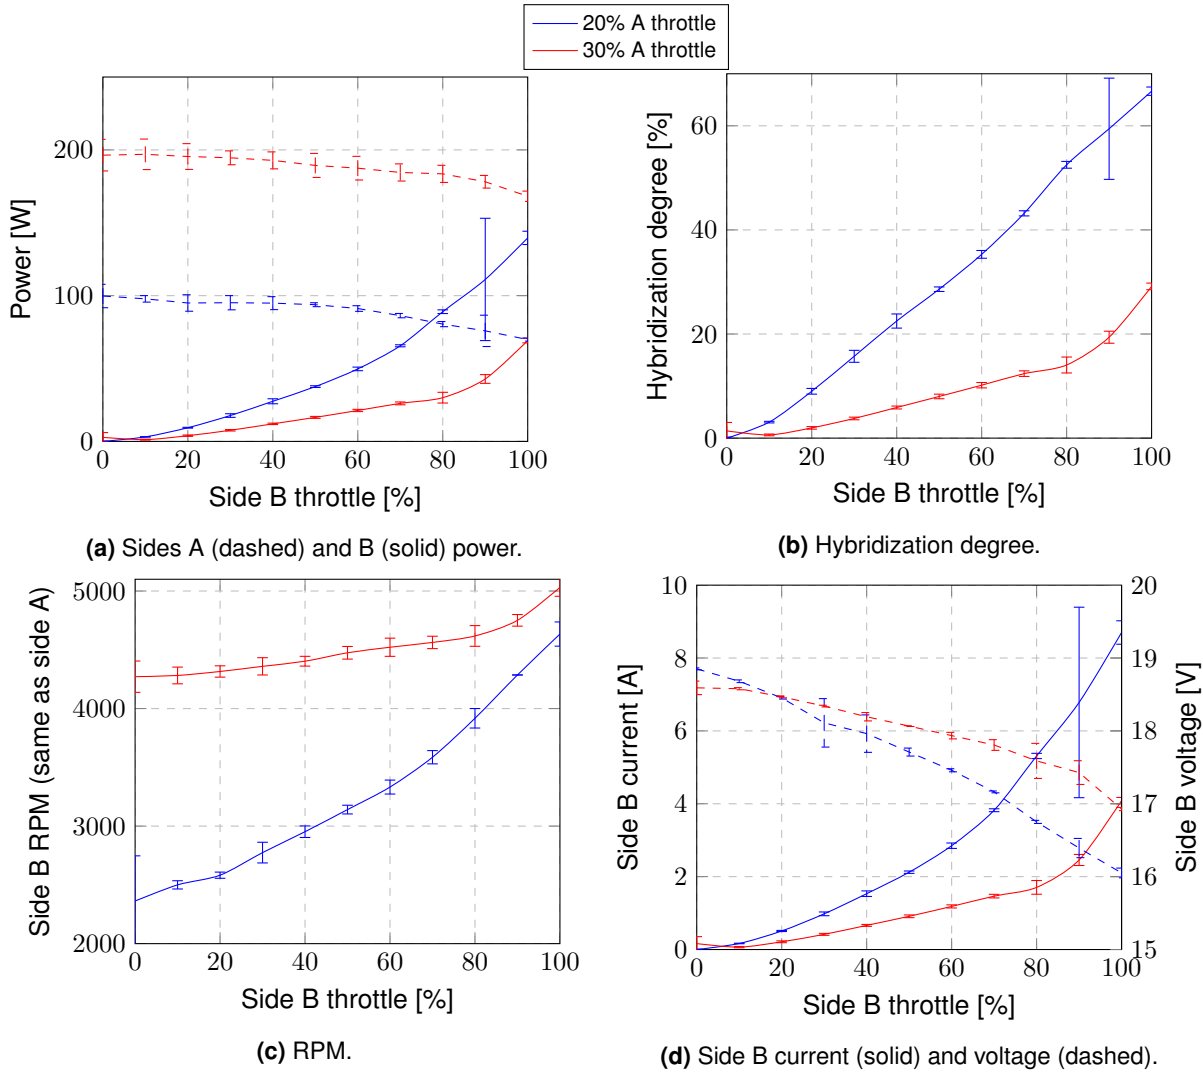 20% A throttle
30% A throttle
Power [W]
200
100
0
0 20 40 60 80 100
Side B throttle [%]
(a) Sides A (dashed) and B (solid) power.
Hybridization degree [%]
60
40
20
0
0 20 40 60 80 100
Side B throttle [%]
(b) Hybridization degree.
Side B RPM (same as side A)
5000
4000
3000
2000
0 20 40 60 80 100
Side B throttle [%]
(c) RPM.
Side B current [A]
10
8
6
4
2
0
0 20 40 60 80 100
Side B throttle [%]
20
19
18
17
16
15
Side B voltage [V]
(d) Side B current (solid) and voltage (dashed).